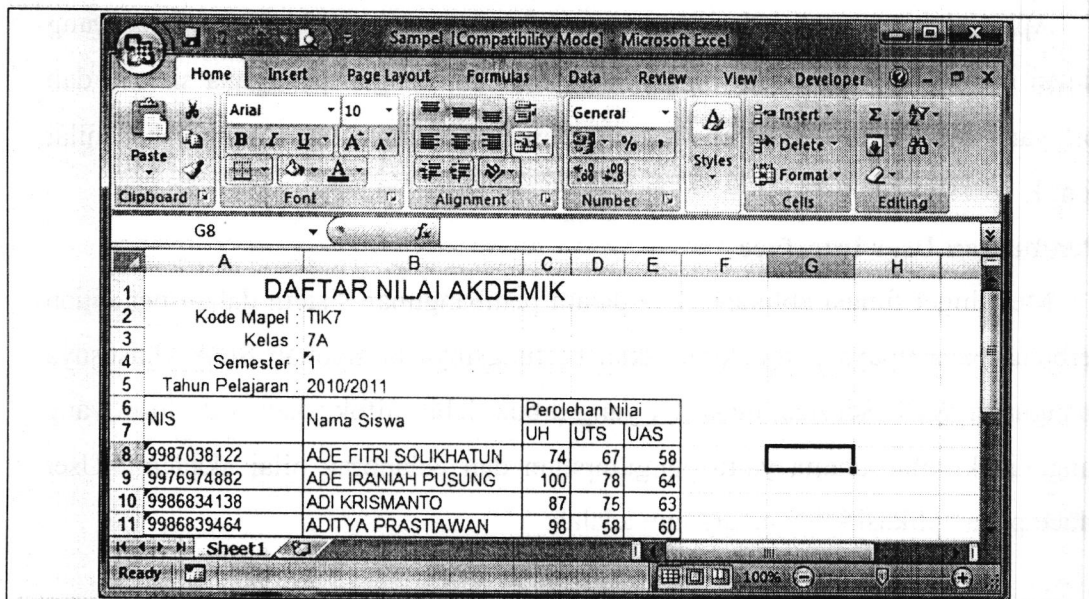 Sampel [Compatibility Mode] - Microsoft Excel
Home Insert Page Layout Formulas Data Review View Developer
Arial 10 General Insert Σ
Paste B I U A A % Styles Delete
A Format
Clipboard Font Alignment Number Cells Editing
G8 fx
A B C D E F G H
1 DAFTAR NILAI AKDEMIK
2 Kode Mapel : TIK7
3 Kelas : 7A
4 Semester : 1
5 Tahun Pelajaran : 2010/2011
6 NIS Nama Siswa Perolehan Nilai
7 UH UTS UAS
8 9987038122 ADE FITRI SOLIKHATUN 74 67 58
9 9976974882 ADE IRANIAH PUSUNG 100 78 64
10 9986834138 ADI KRISMANTO 87 75 63
11 9986839464 ADITYA PRASTIAWAN 98 58 60
Sheet1
Ready 100%